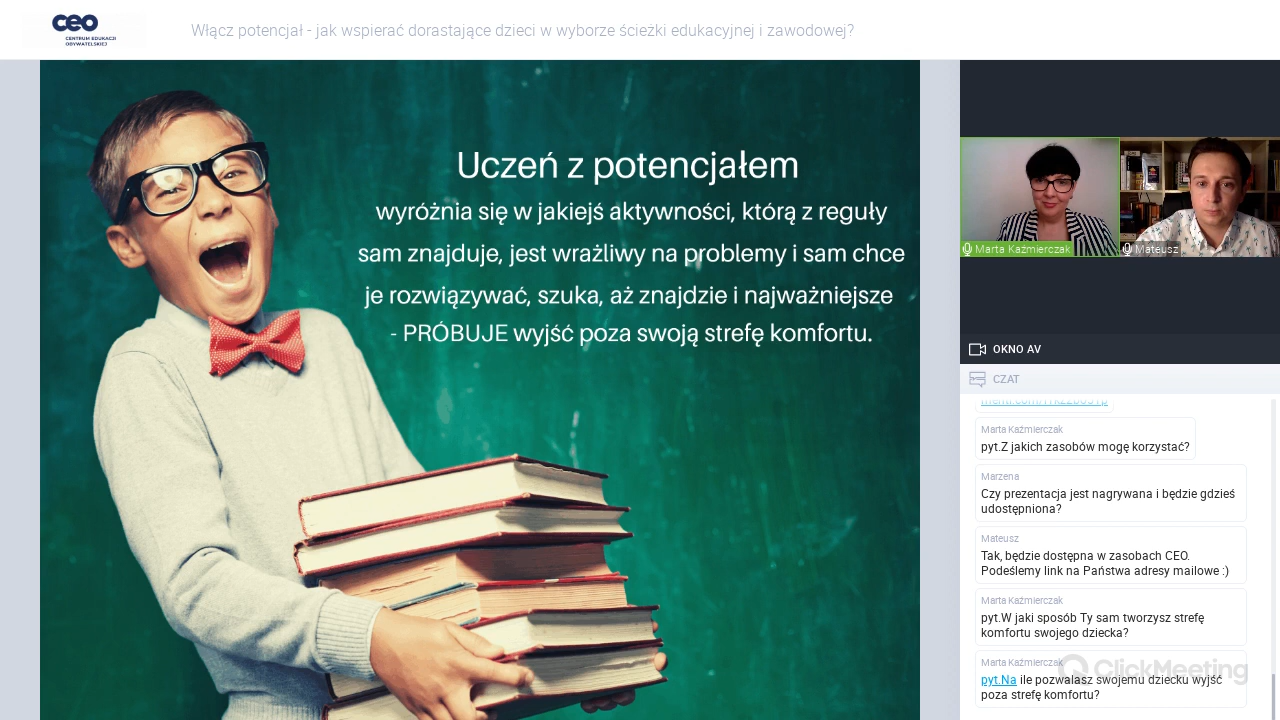 ceo
CENTRUM EDUKACJI
OBYWATELSKIEJ
Włącz potencjał - jak wspierać dorastające dzieci w wyborze ścieżki edukacyjnej i zawodowej?
Uczeń z potencjałem
wyróżnia się w jakiejś aktywności, którą z reguły
sam znajduje, jest wrażliwy na problemy i sam chce
je rozwiązywać, szuka, aż znajdzie i najważniejsze
- PRÓBUJE wyjść poza swoją strefę komfortu.
Marta Kaźmierczak
Mateusz
OKNO AV
CZAT
Marta Kaźmierczak
pyt.Z jakich zasobów mogę korzystać?
Marzena
Czy prezentacja jest nagrywana i będzie gdzieś
udostępniona?
Mateusz
Tak, będzie dostępna w zasobach CEO.
Podeślemy link na Państwa adresy mailowe :)
Marta Kaźmierczak
pyt.W jaki sposób Ty sam tworzysz strefę
komfortu swojego dziecka?
Marta Kaźmierczak
pyt.Na ile pozwalasz swojemu dziecku wyjść
poza strefę komfortu?
ClickMeeting